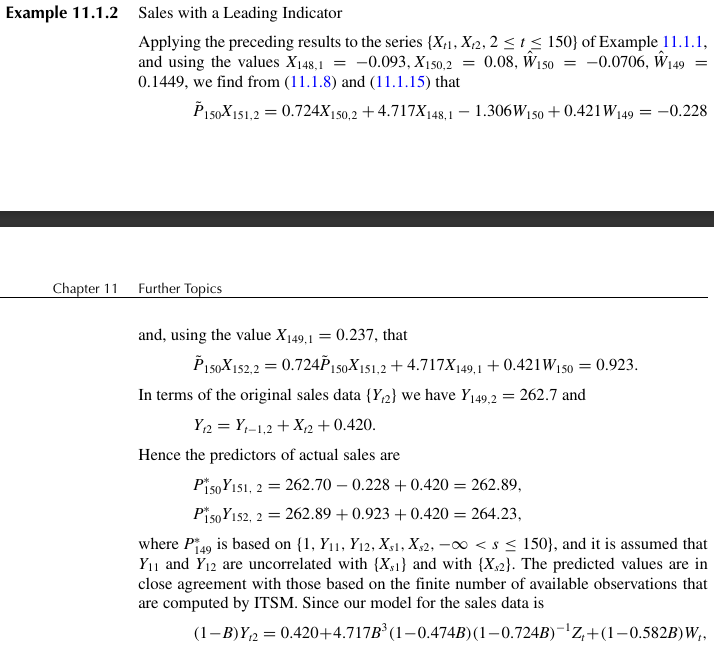 Example 11.1.2 Sales with a Leading Indicator
Applying the preceding results to the series {X_{t1}, X_{t2}, 2 ≤ t ≤ 150} of Example 11.1.1,
and using the values X_{148,1} = −0.093, X_{150,2} = 0.08, Ŵ_{150} = −0.0706, Ŵ_{149} =
0.1449, we find from (11.1.8) and (11.1.15) that
P̃_{150}X_{151,2} = 0.724X_{150,2} + 4.717X_{148,1} − 1.306W_{150} + 0.421W_{149} = −0.228
Chapter 11 Further Topics
and, using the value X_{149,1} = 0.237, that
P̃_{150}X_{152,2} = 0.724P̃_{150}X_{151,2} + 4.717X_{149,1} + 0.421W_{150} = 0.923.
In terms of the original sales data {Y_{t2}} we have Y_{149,2} = 262.7 and
Y_{t2} = Y_{t−1,2} + X_{t2} + 0.420.
Hence the predictors of actual sales are
P*_{150}Y_{151, 2} = 262.70 − 0.228 + 0.420 = 262.89,
P*_{150}Y_{152, 2} = 262.89 + 0.923 + 0.420 = 264.23,
where P*_{149} is based on {1, Y_{11}, Y_{12}, X_{s1}, X_{s2}, −∞ < s ≤ 150}, and it is assumed that
Y_{11} and Y_{12} are uncorrelated with {X_{s1}} and with {X_{s2}}. The predicted values are in
close agreement with those based on the finite number of available observations that
are computed by ITSM. Since our model for the sales data is
(1−B)Y_{t2} = 0.420+4.717B³(1−0.474B)(1−0.724B)^{−1}Z_t+(1−0.582B)W_t,